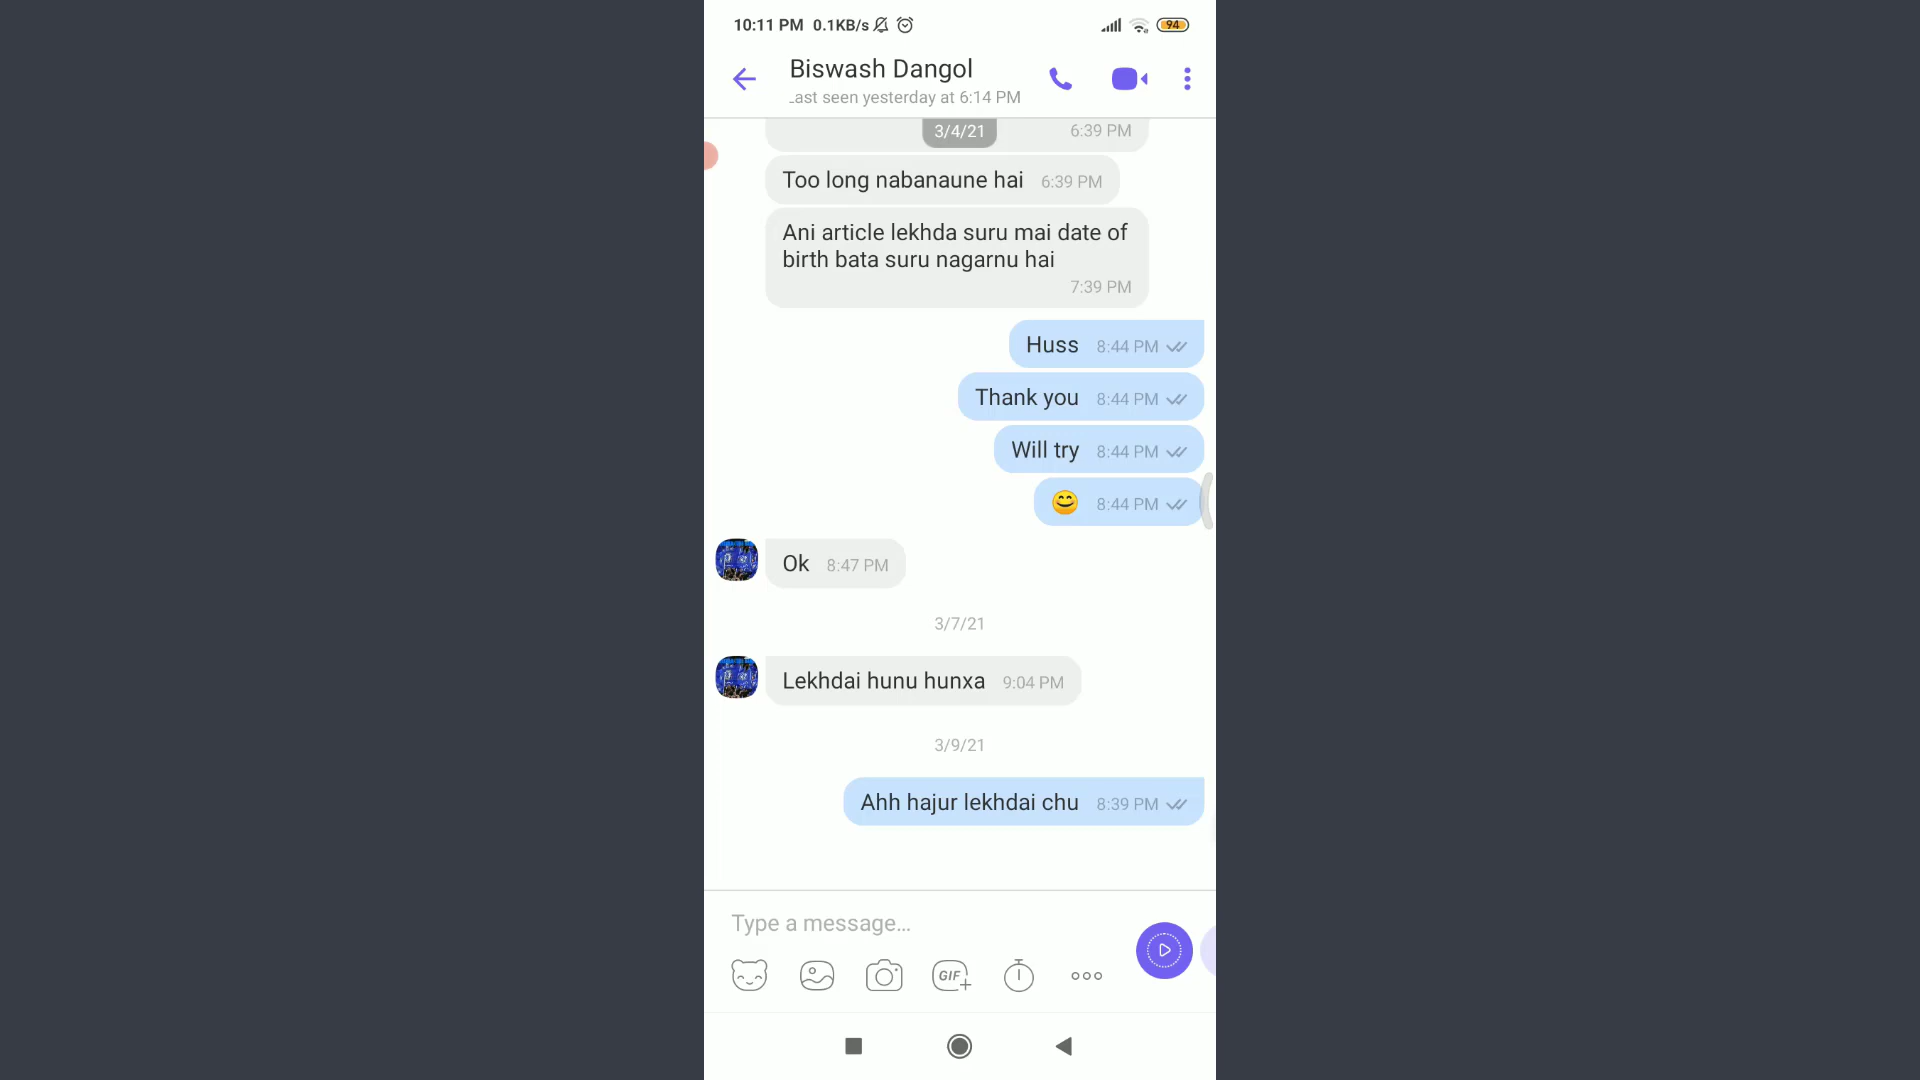 10:11 PM 0.1KB/s
94
Biswash Dangol
Last seen yesterday at 6:14 PM
3/4/21
6:39 PM
Too long nabanaune hai 6:39 PM
Ani article lekhda suru mai date of
birth bata suru nagarnu hai
7:39 PM
Huss 8:44 PM
Thank you 8:44 PM
Will try 8:44 PM
😄 8:44 PM
Ok 8:47 PM
3/7/21
Lekhdai hunu hunxa 9:04 PM
3/9/21
Ahh hajur lekhdai chu 8:39 PM
Type a message...
GIF